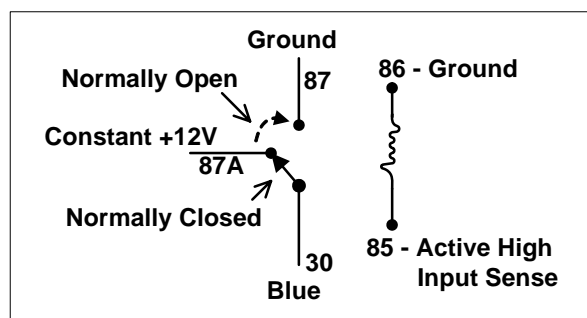 Ground
87
Normally Open
Constant +12V
87A
Normally Closed
30
Blue
86 - Ground
85 - Active High
Input Sense